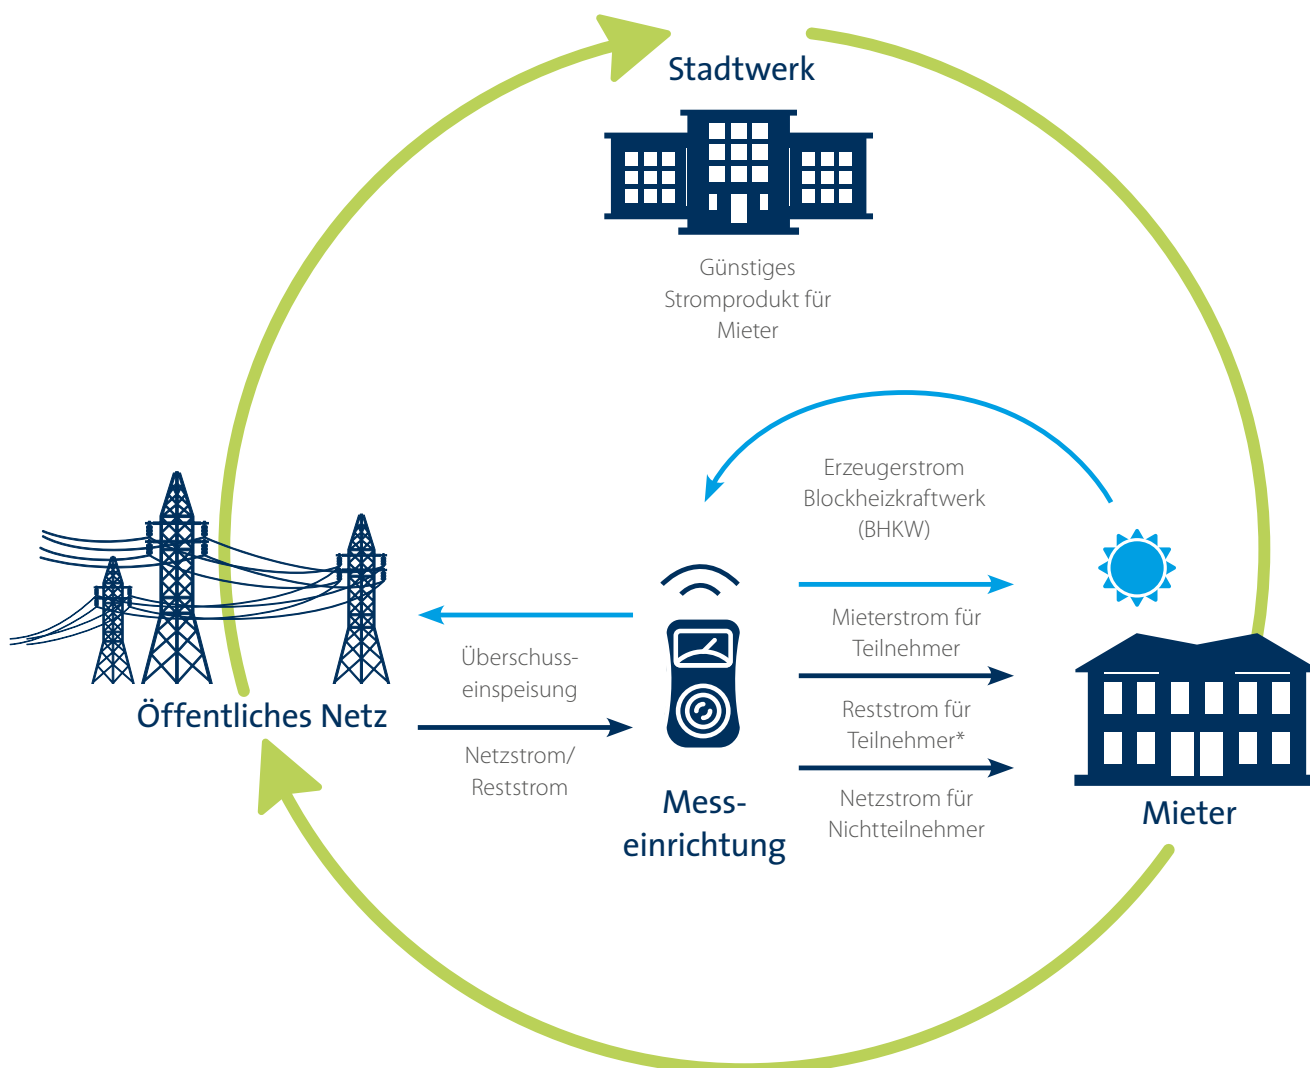 Stadtwerk
Günstiges
Stromprodukt für
Mieter
Erzeugerstrom
Blockheizkraftwerk
(BHKW)
Mieterstrom für
Teilnehmer
Überschuss-
einspeisung
Öffentliches Netz
Reststrom für
Teilnehmer*
Netzstrom/
Reststrom
Mess-
einrichtung
Netzstrom für
Nichtteilnehmer
Mieter